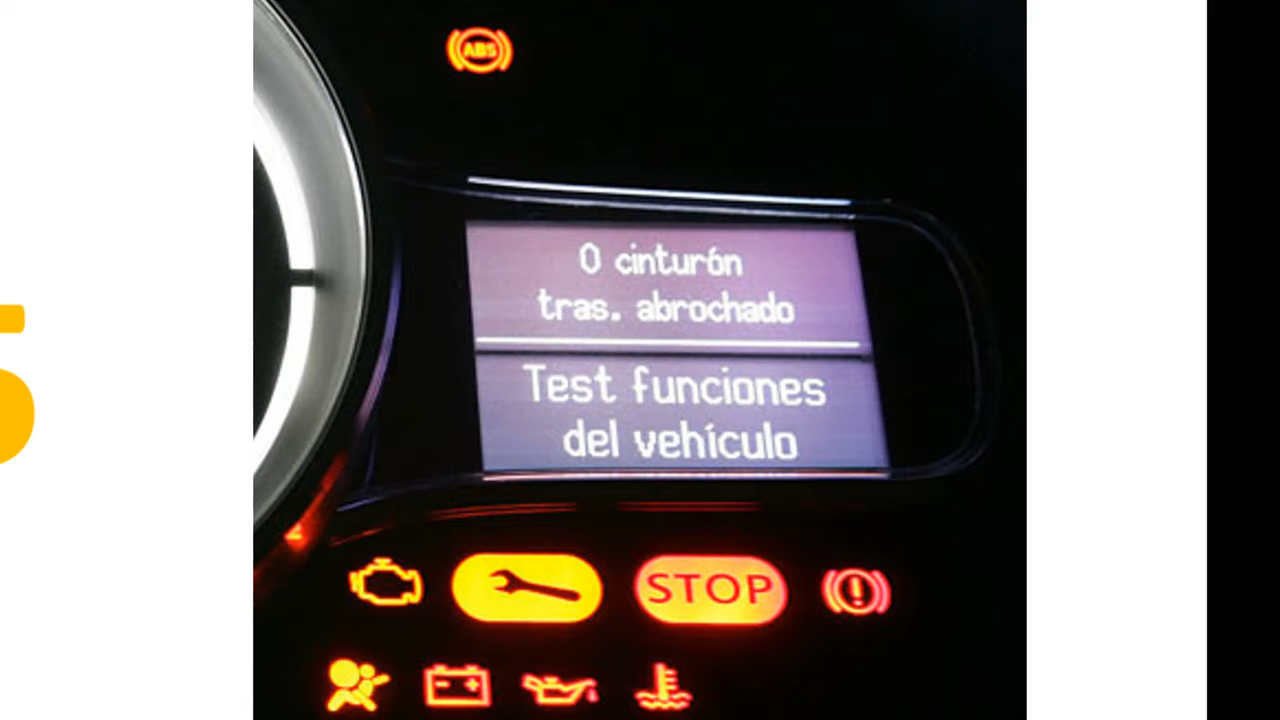 ABS
0 cinturón
tras. abrochado
Test funciones
del vehículo
STOP